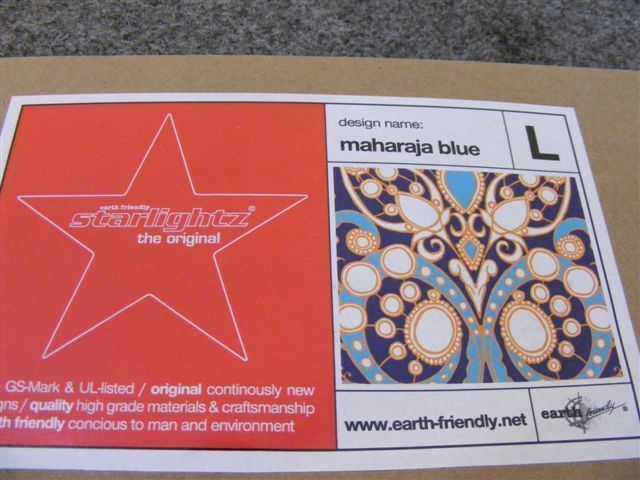 design name:
maharaja blue
L
earth friendly
starlightz®
the original
GS-Mark & UL-listed / original continously new
/ quality high grade materials & craftsmanship
friendly concious to man and environment
www.earth-friendly.net
earth friendly ®